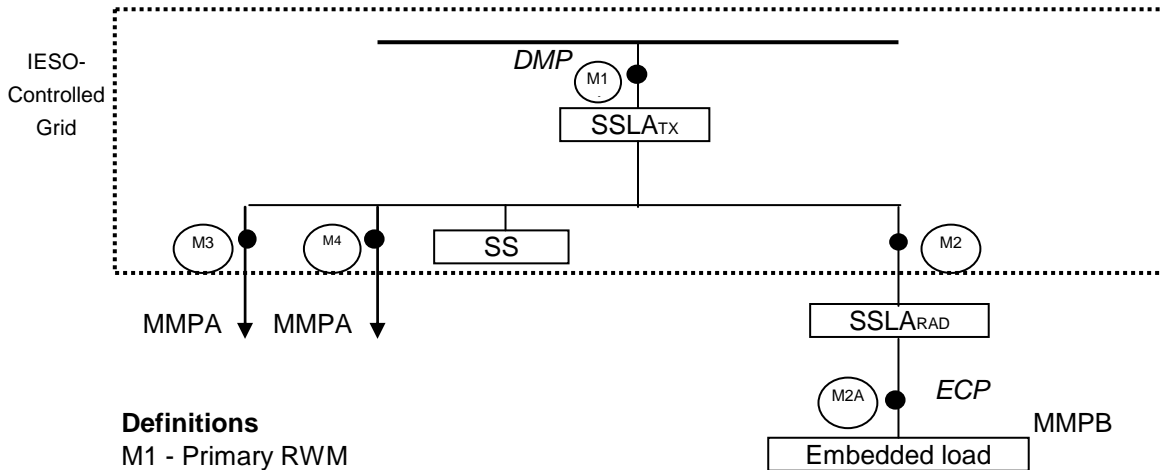 IESO-
Controlled
Grid
DMP
M1
SSLATX
M3
M4
SS
M2
MMPA
MMPA
SSLARAD
M2A
ECP
MMPB
Embedded load
Definitions
M1 - Primary RWM